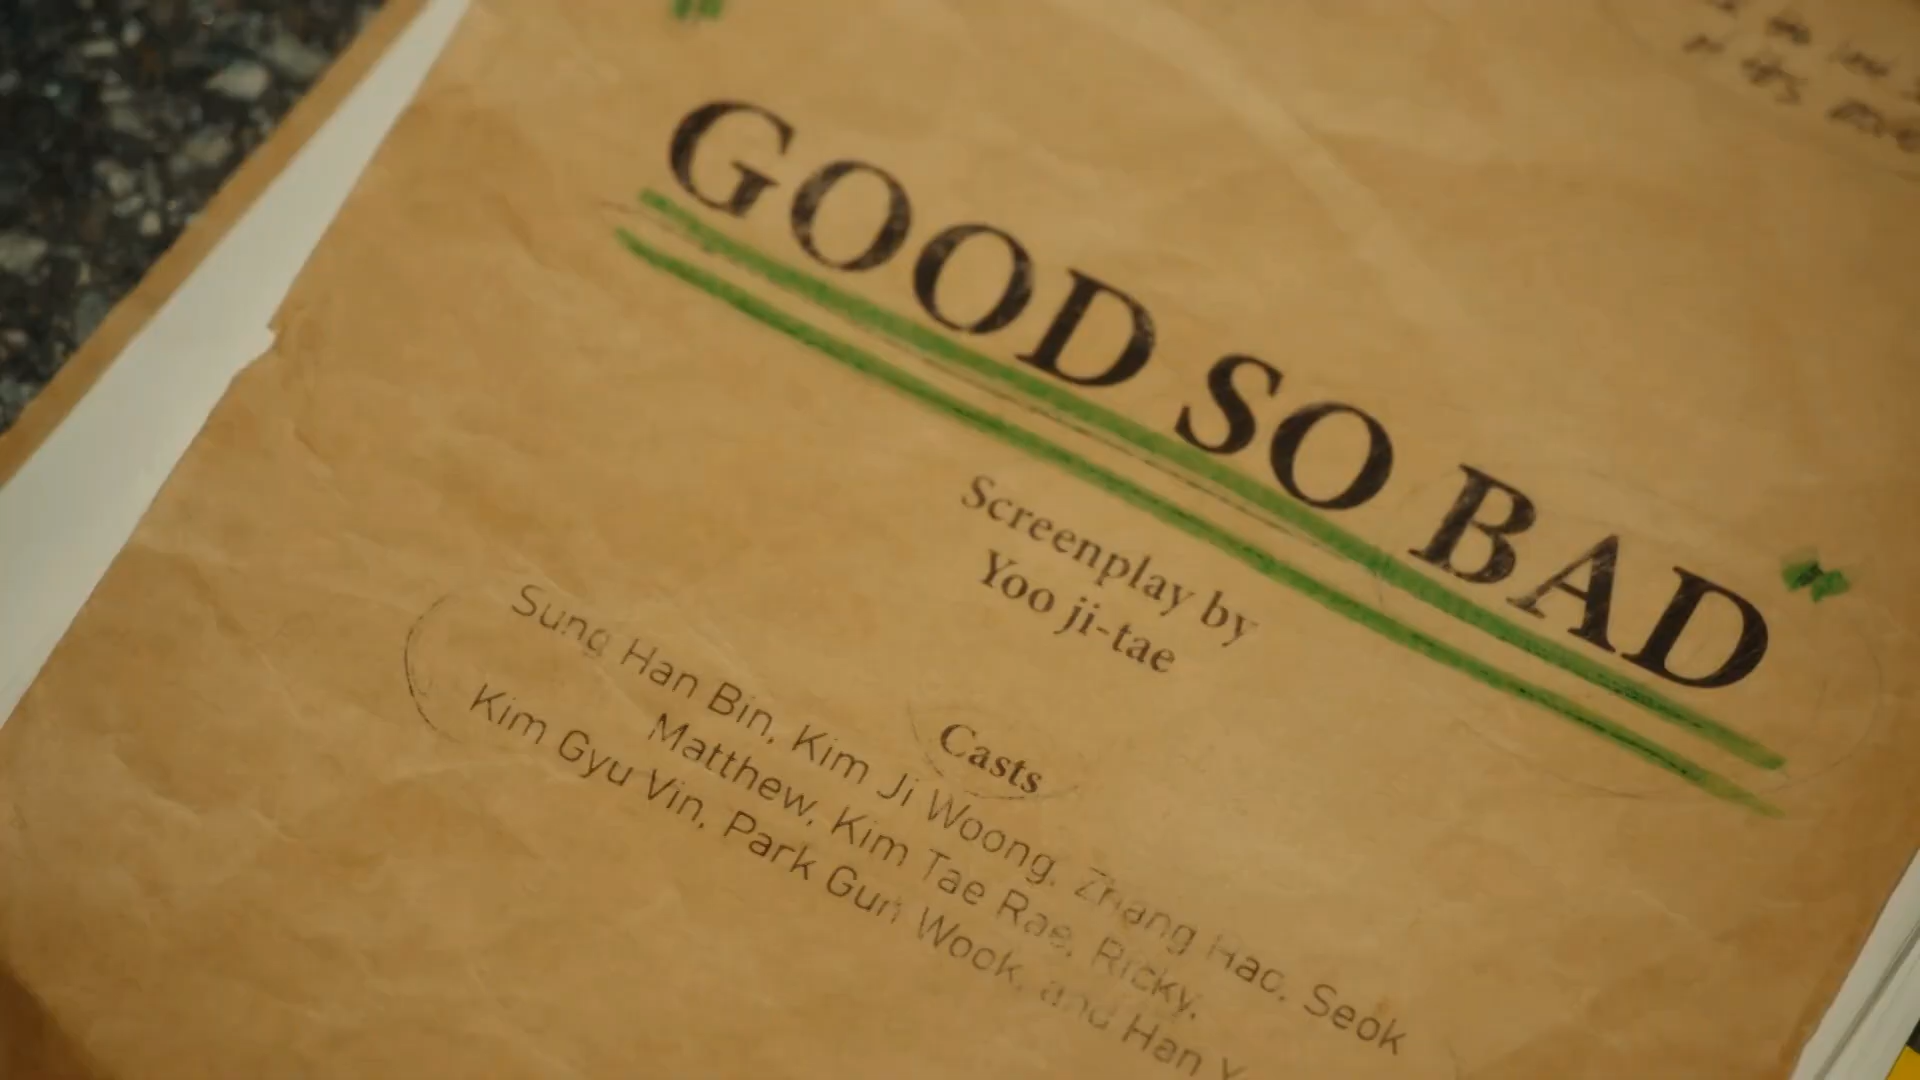 GOOD SO BAD
Screenplay by
Yoo ji-tae
Casts
Sung Han Bin, Kim Ji Woong, Zhang Hao, Seok
Matthew, Kim Tae Rae, Ricky,
Kim Gyu Vin, Park Gun Wook, and Han Y